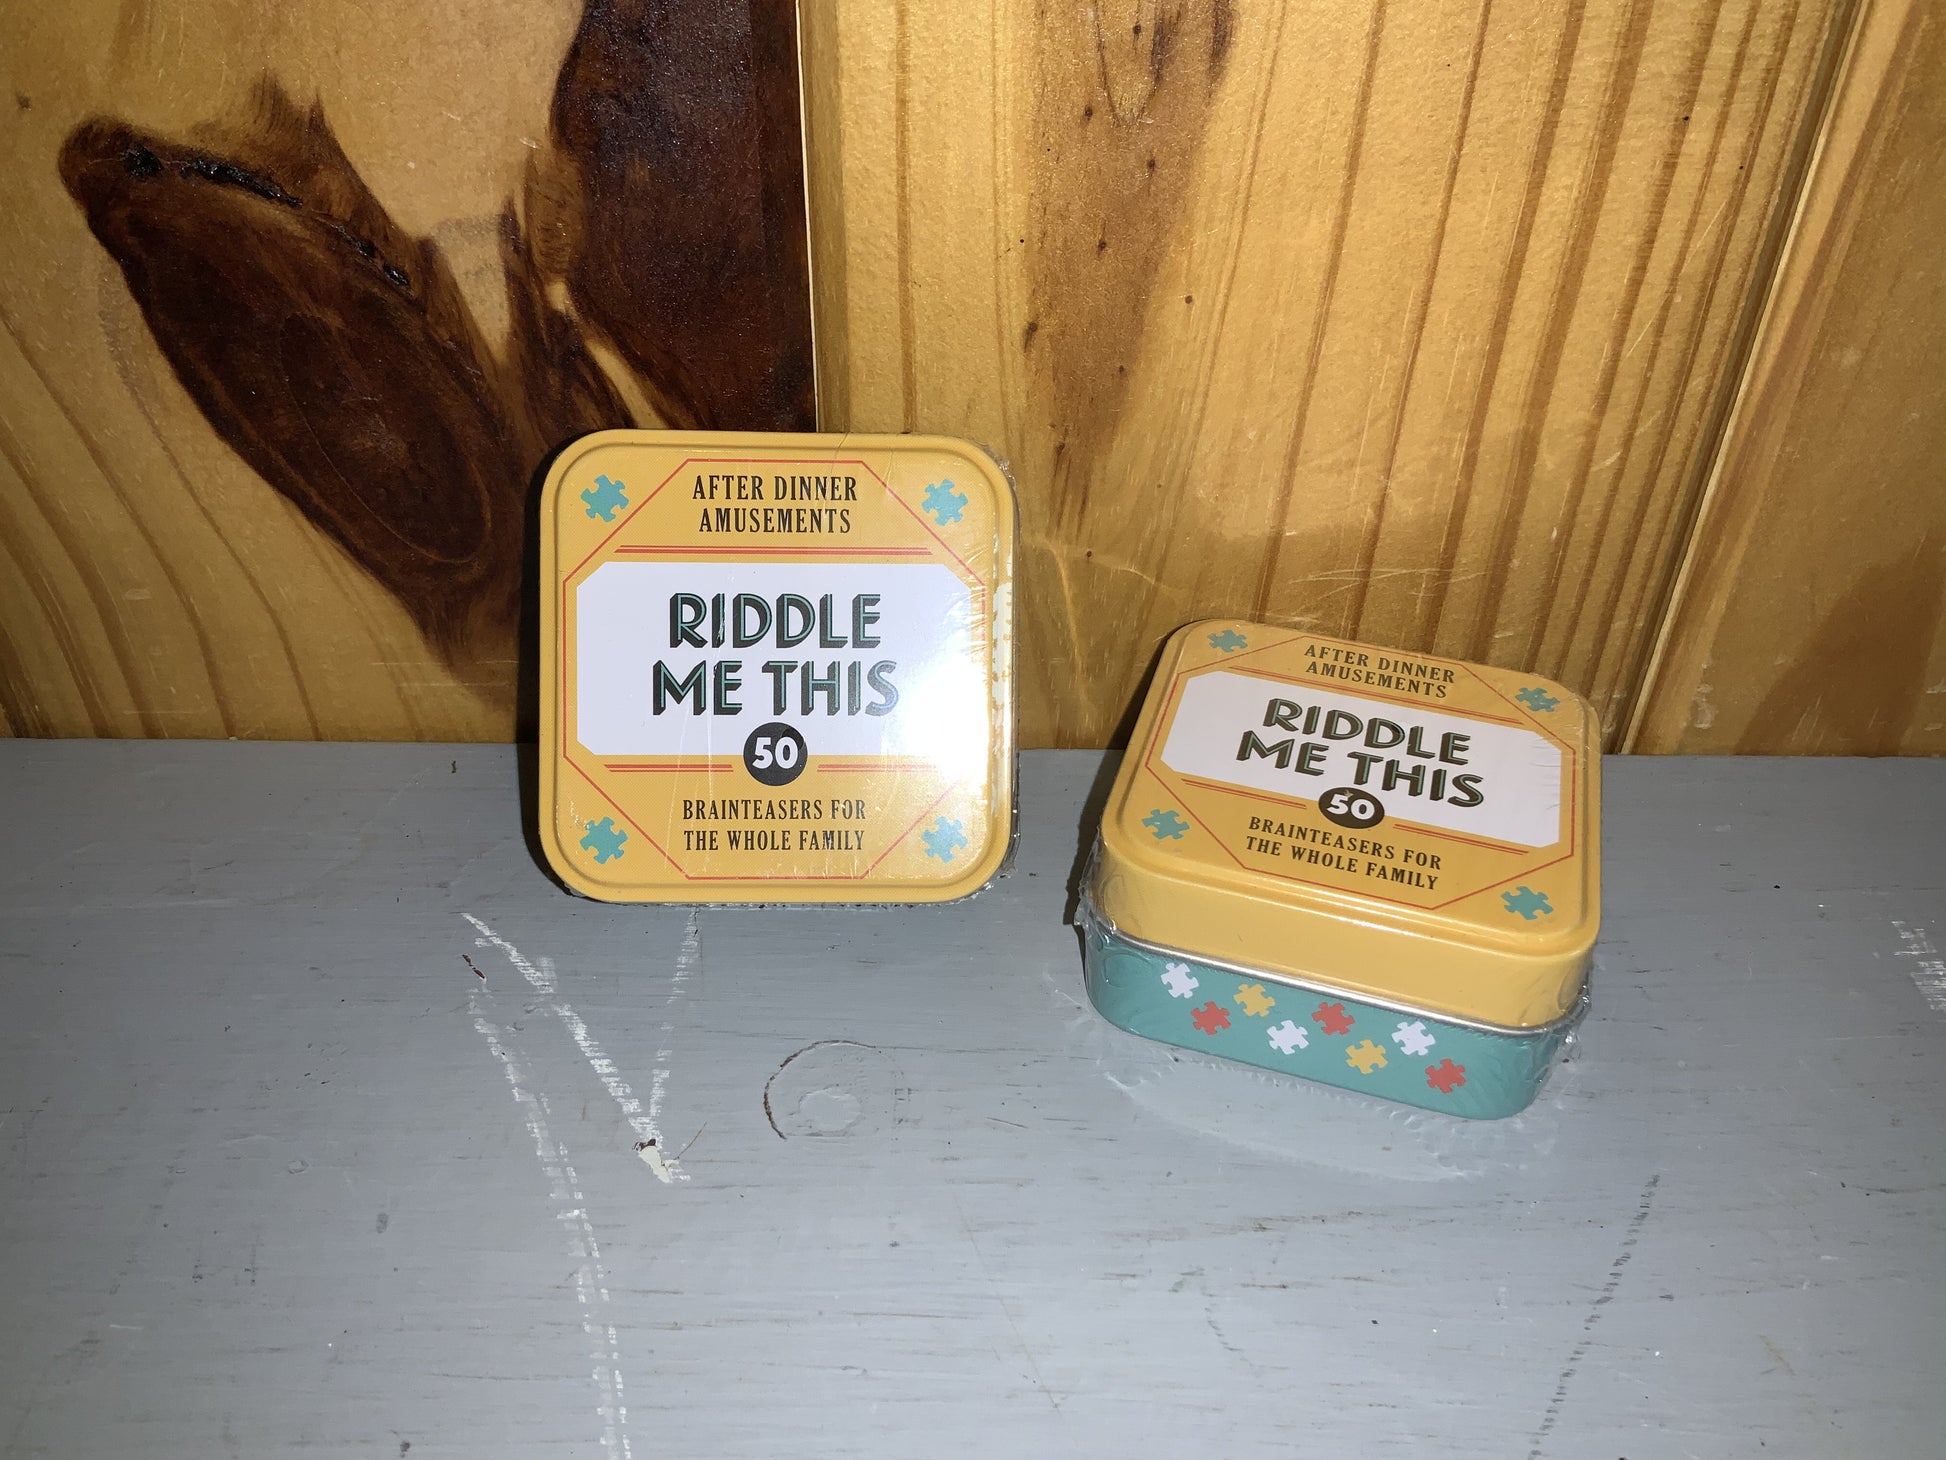 AFTER DINNER
AMUSEMENTS
RIDDLE
ME THIS
50
BRAINTEASERS FOR
THE WHOLE FAMILY
AFTER DINNER
AMUSEMENTS
RIDDLE
ME THIS
50
BRAINTEASERS FOR
THE WHOLE FAMILY